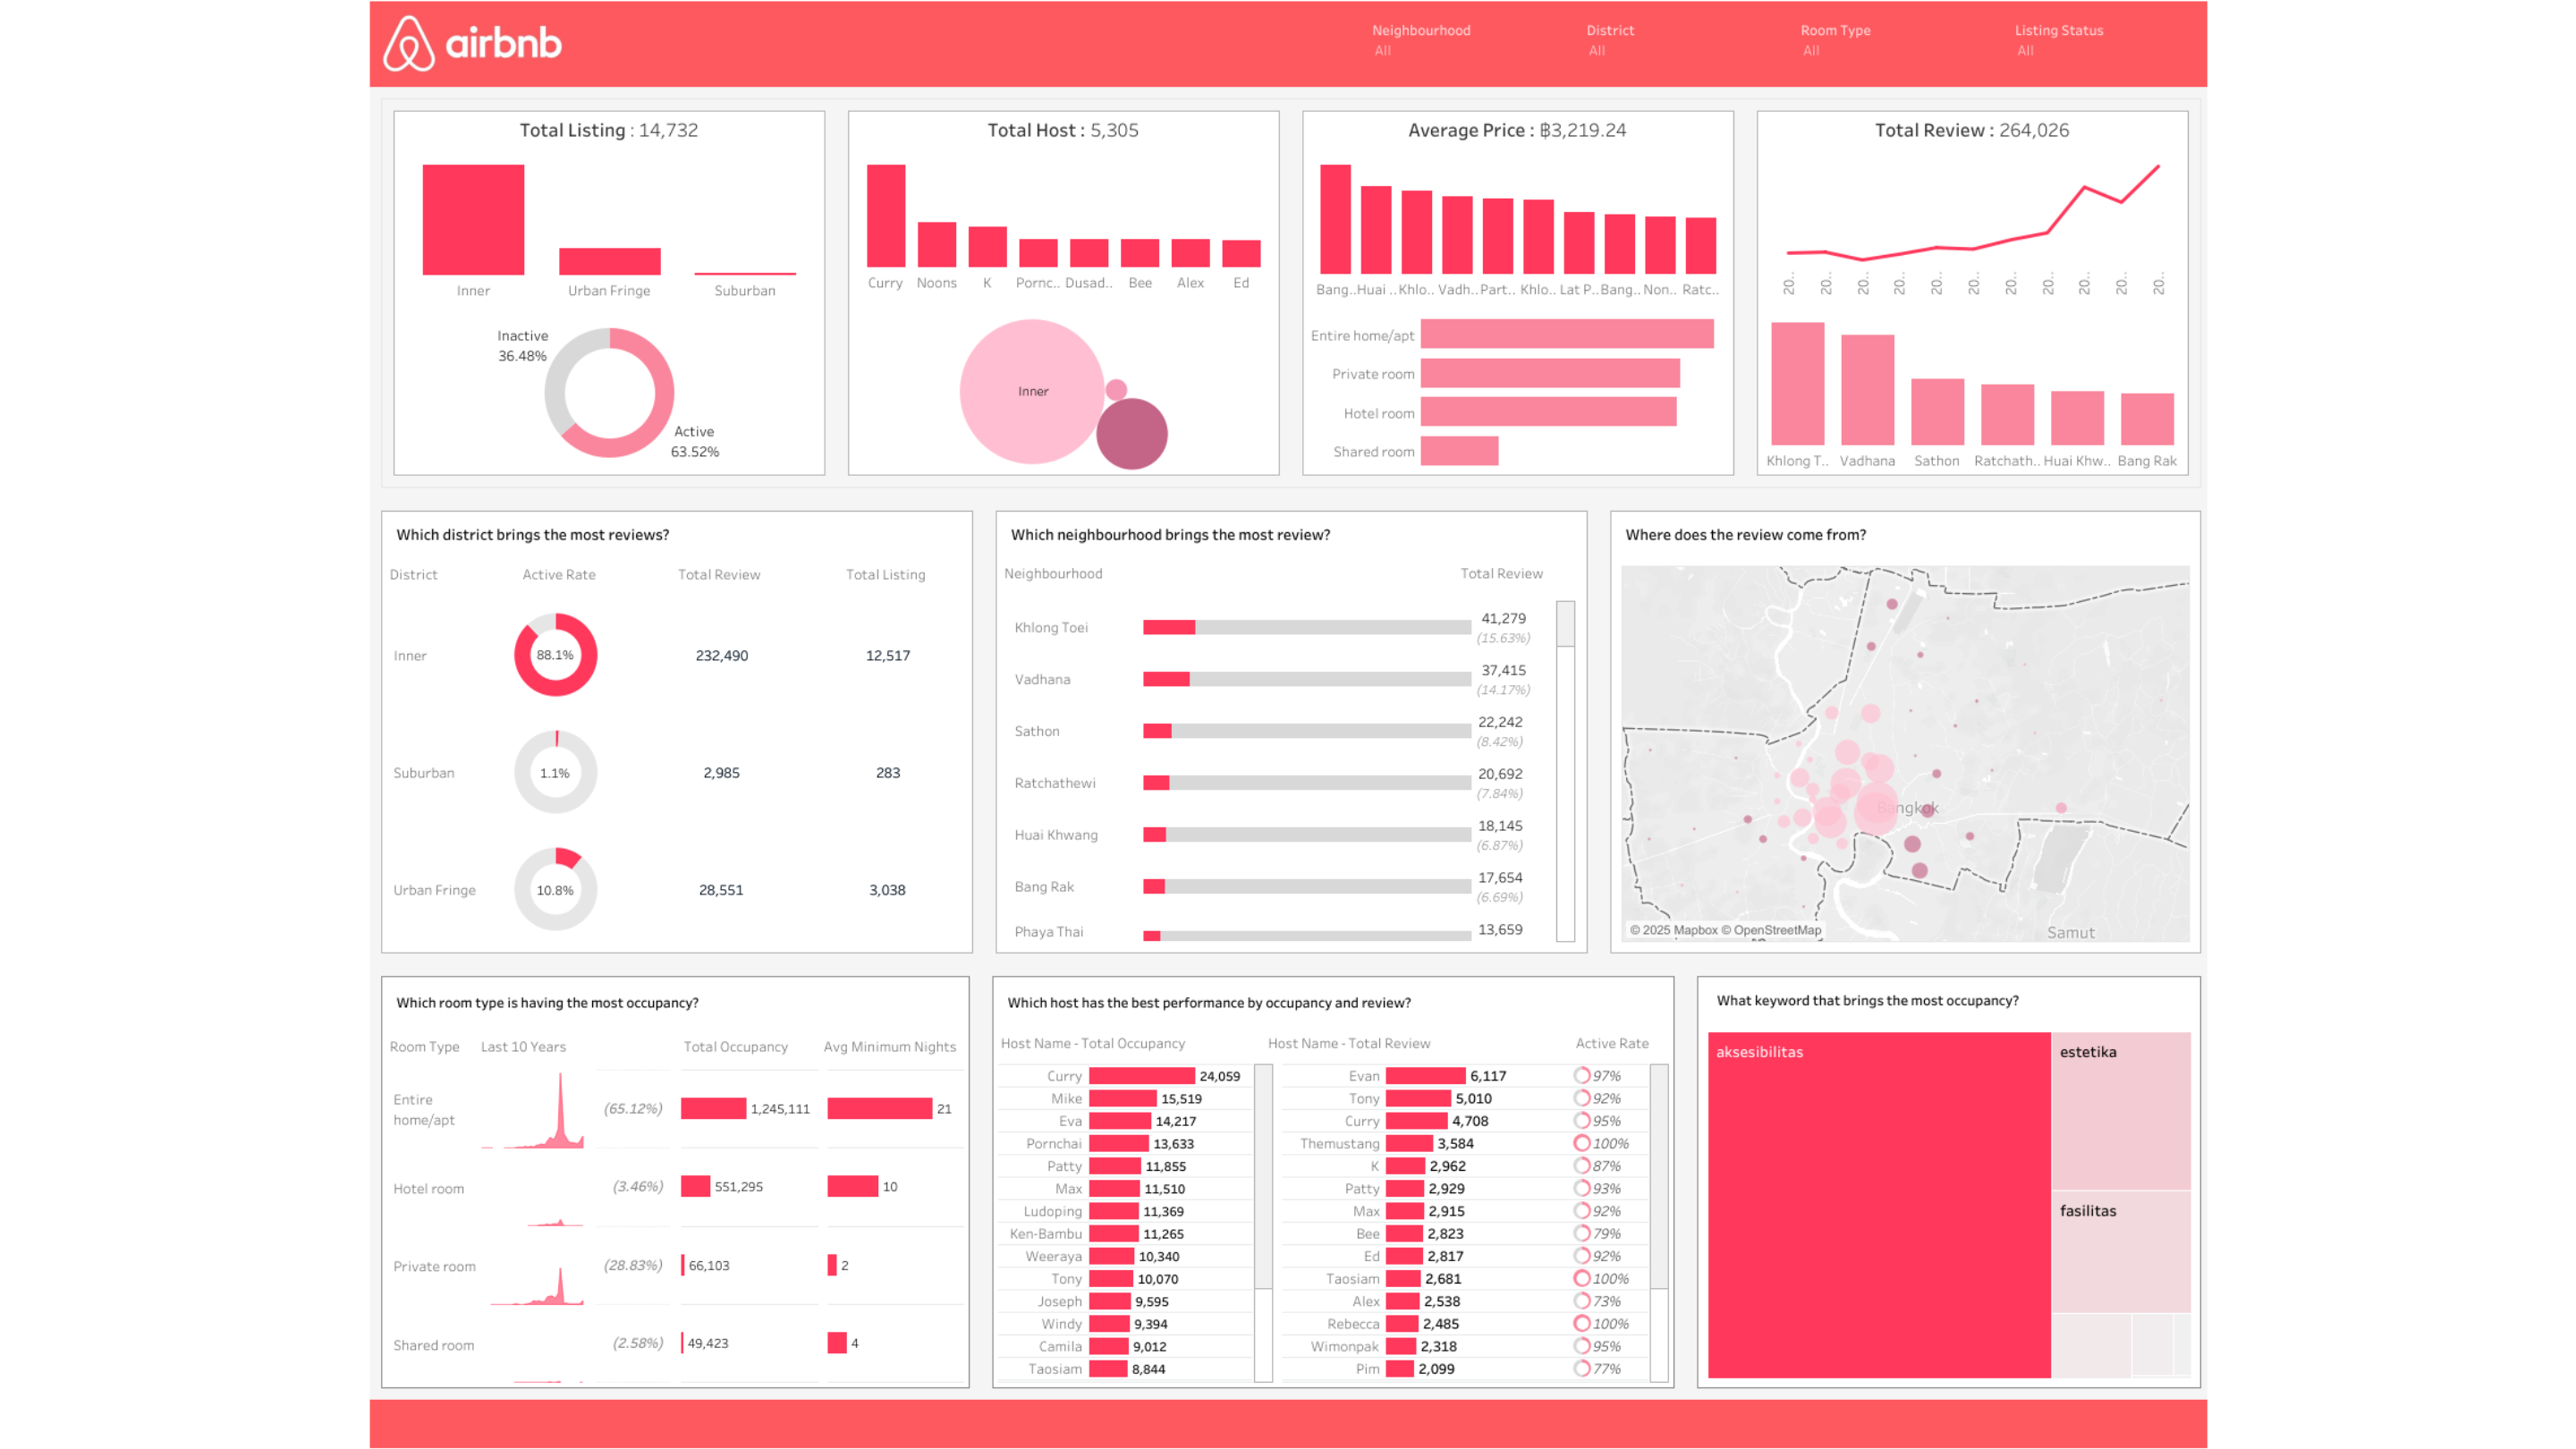 airbnb
Neighbourhood
All
District
All
Room Type
All
Listing Status
All
Total Listing : 14,732
Inner
Urban Fringe
Suburban
Inactive
36.48%
Active
63.52%
Total Host : 5,305
Curry Noons K Pornc.. Dusad.. Bee Alex Ed
Inner
Average Price : ฿3,219.24
Bang.. Huai .. Khlo.. Vadh.. Part.. Khlo.. Lat P.. Bang.. Non.. Ratc..
Entire home/apt
Private room
Hotel room
Shared room
Total Review : 264,026
20.. 20.. 20.. 20.. 20.. 20.. 20.. 20.. 20.. 20.. 20..
Khlong T.. Vadhana Sathon Ratchath.. Huai Khw.. Bang Rak
Which district brings the most reviews?
District Active Rate Total Review Total Listing
Inner 88.1% 232,490 12,517
Suburban 1.1% 2,985 283
Urban Fringe 10.8% 28,551 3,038
Which neighbourhood brings the most review?
Neighbourhood Total Review
Khlong Toei 41,279
(15.63%)
Vadhana 37,415
(14.17%)
Sathon 22,242
(8.42%)
Ratchathewi 20,692
(7.84%)
Huai Khwang 18,145
(6.87%)
Bang Rak 17,654
(6.69%)
Phaya Thai 13,659
Where does the review come from?
Bangkok
Samut
© 2025 Mapbox © OpenStreetMap
Which room type is having the most occupancy?
Room Type Last 10 Years Total Occupancy Avg Minimum Nights
Entire
home/apt
(65.12%) 1,245,111 21
Hotel room (3.46%) 551,295 10
Private room (28.83%) 66,103 2
Shared room (2.58%) 49,423 4
Which host has the best performance by occupancy and review?
Host Name - Total Occupancy Host Name - Total Review Active Rate
Curry 24,059 Evan 6,117 97%
Mike 15,519 Tony 5,010 92%
Eva 14,217 Curry 4,708 95%
Pornchai 13,633 Themustang 3,584 100%
Patty 11,855 K 2,962 87%
Max 11,510 Patty 2,929 93%
Ludoping 11,369 Max 2,915 92%
Ken-Bambu 11,265 Bee 2,823 79%
Weeraya 10,340 Ed 2,817 92%
Tony 10,070 Taosiam 2,681 100%
Joseph 9,595 Alex 2,538 73%
Windy 9,394 Rebecca 2,485 100%
Camila 9,012 Wimonpak 2,318 95%
Taosiam 8,844 Pim 2,099 77%
What keyword that brings the most occupancy?
aksesibilitas
estetika
fasilitas